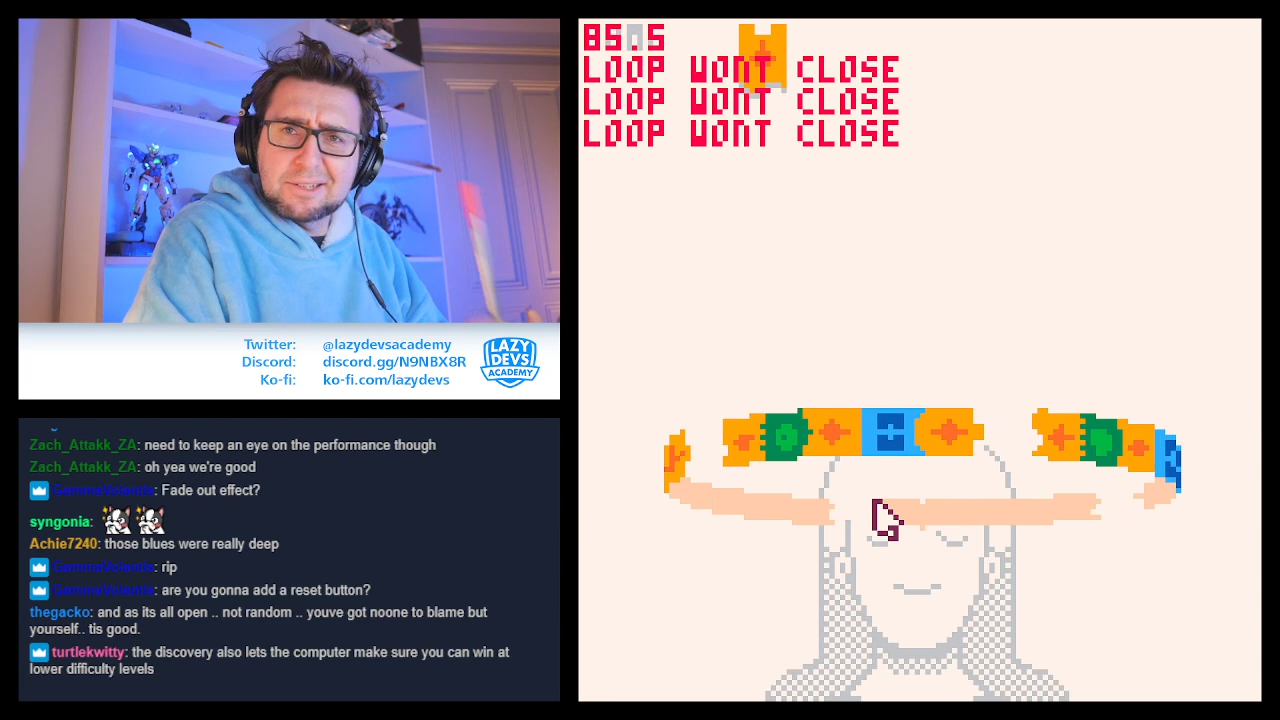 85.5
LOOP WONT CLOSE
LOOP WONT CLOSE
LOOP WONT CLOSE
Twitter: @lazydevsacademy
Discord: discord.gg/N9NBX8R
Ko-fi: ko-fi.com/lazydevs
LAZY
DEVS
ACADEMY
Zach_Attakk_ZA: need to keep an eye on the performance though
Zach_Attakk_ZA: oh yea we're good
Fade out effect?
syngonia:
Achie7240: those blues were really deep
rip
are you gonna add a reset button?
thegacko: and as its all open .. not random .. youve got noone to blame but
yourself.. tis good.
turtlekwitty: the discovery also lets the computer make sure you can win at
lower difficulty levels